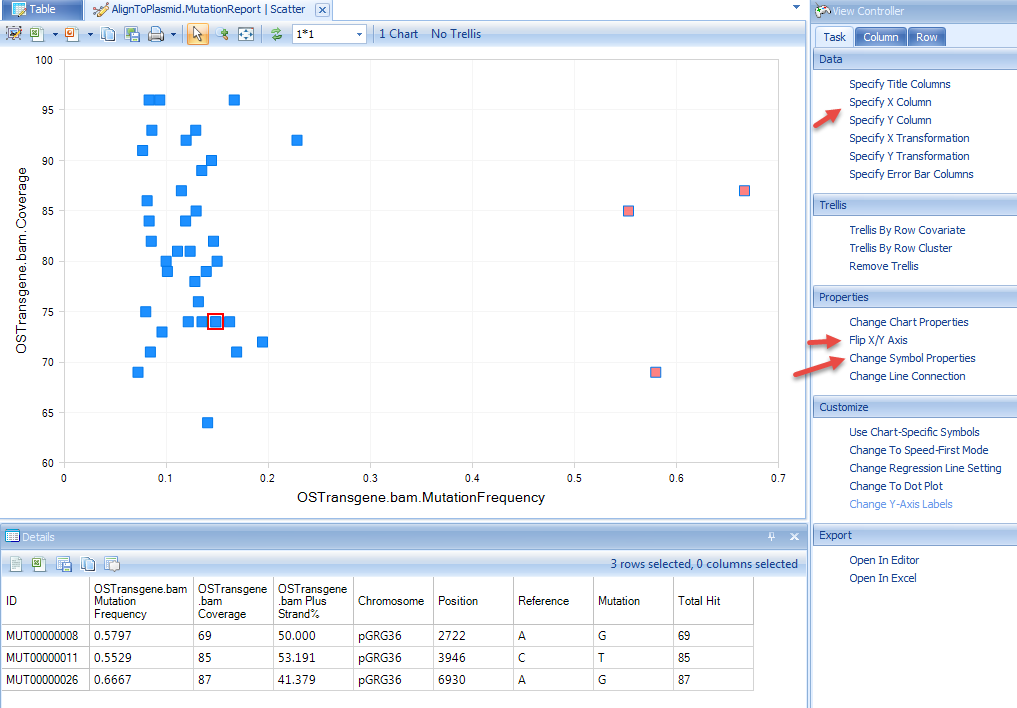 Table
AlignToPlasmid.MutationReport | Scatter
1*1
1 Chart
No Trellis
100
95
90
85
80
75
70
65
60
OSTransgene.bam.Coverage
0
0.1
0.2
0.3
0.4
0.5
0.6
0.7
OSTransgene.bam.MutationFrequency
View Controller
Task
Column
Row
Data
Specify Title Columns
Specify X Column
Specify Y Column
Specify X Transformation
Specify Y Transformation
Specify Error Bar Columns
Trellis
Trellis By Row Covariate
Trellis By Row Cluster
Remove Trellis
Properties
Change Chart Properties
Flip X/Y Axis
Change Symbol Properties
Change Line Connection
Customize
Use Chart-Specific Symbols
Change To Speed-First Mode
Change Regression Line Setting
Change To Dot Plot
Change Y-Axis Labels
Export
Open In Editor
Open In Excel
Details
3 rows selected, 0 columns selected
ID
OSTransgene.bam
Mutation
Frequency
OSTransgene
.bam
Coverage
OSTransgene
.bam Plus
Strand%
Chromosome
Position
Reference
Mutation
Total Hit
MUT00000008 0.5797 69 50.000 pGRG36 2722 A G 69
MUT00000011 0.5529 85 53.191 pGRG36 3946 C T 85
MUT00000026 0.6667 87 41.379 pGRG36 6930 A G 87